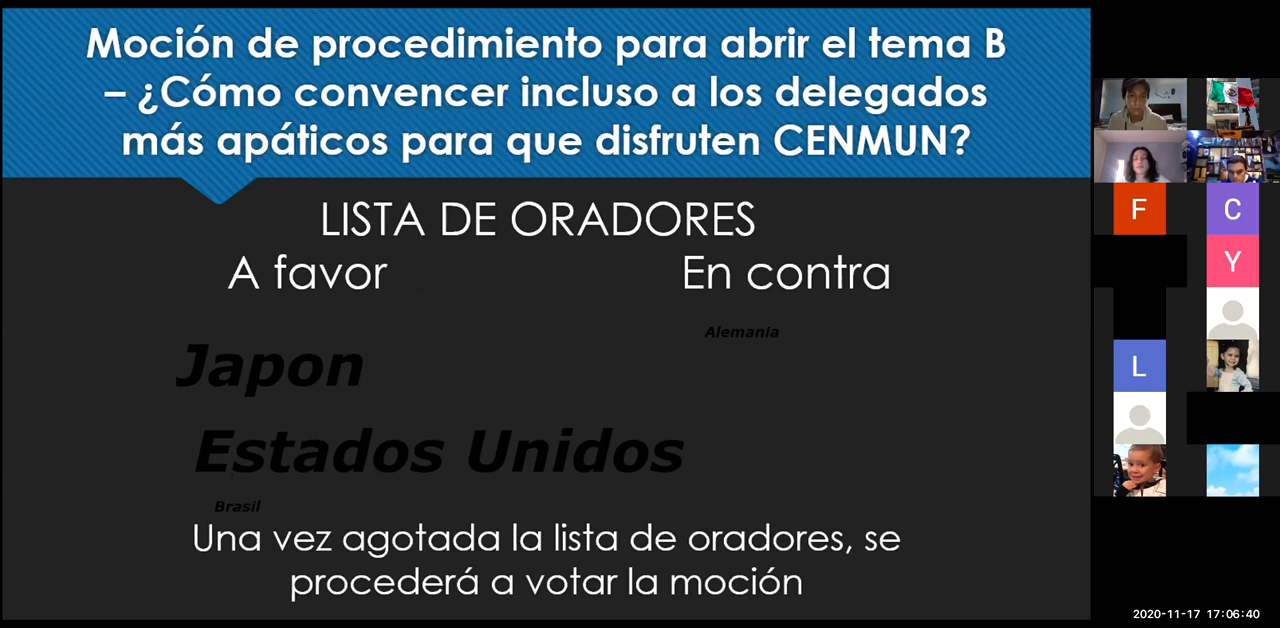 Moción de procedimiento para abrir el tema B
– ¿Cómo convencer incluso a los delegados
más apáticos para que disfruten CENMUN?
LISTA DE ORADORES
A favor
En contra
Alemania
Japon
Estados Unidos
Brasil
Una vez agotada la lista de oradores, se
procederá a votar la moción
F
C
Y
L
2020-11-17 17:06:40